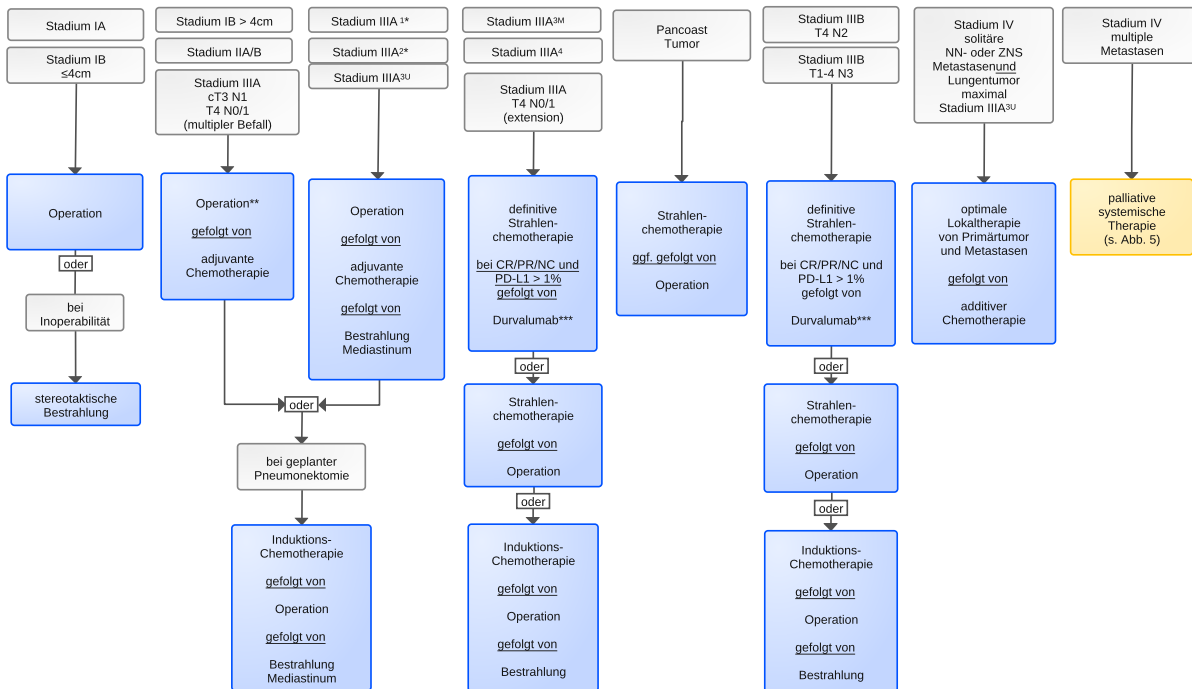 Stadium IA
Stadium IB
≤4cm
Operation
oder
bei
Inoperabilität
stereotaktische
Bestrahlung
Stadium IB > 4cm
Stadium IIA/B
Stadium IIIA
cT3 N1
T4 N0/1
(multipler Befall)
Operation**
gefolgt von
adjuvante
Chemotherapie
Stadium IIIA ¹*
Stadium IIIA²*
Stadium IIIA³ᵁ
Operation
gefolgt von
adjuvante
Chemotherapie
gefolgt von
Bestrahlung
Mediastinum
oder
bei geplanter
Pneumonektomie
Induktions-
Chemotherapie
gefolgt von
Operation
gefolgt von
Bestrahlung
Mediastinum
Stadium IIIA³ᴹ
Stadium IIIA⁴
Stadium IIIA
T4 N0/1
(extension)
definitive
Strahlen-
chemotherapie
bei CR/PR/NC und
PD-L1 > 1%
gefolgt von
Durvalumab***
oder
Strahlen-
chemotherapie
gefolgt von
Operation
oder
Induktions-
Chemotherapie
gefolgt von
Operation
gefolgt von
Bestrahlung
Pancoast
Tumor
Strahlen-
chemotherapie
ggf. gefolgt von
Operation
Stadium IIIB
T4 N2
Stadium IIIB
T1-4 N3
definitive
Strahlen-
chemotherapie
bei CR/PR/NC und
PD-L1 > 1%
gefolgt von
Durvalumab***
oder
Strahlen-
chemotherapie
gefolgt von
Operation
oder
Induktions-
Chemotherapie
gefolgt von
Operation
gefolgt von
Bestrahlung
Stadium IV
solitäre
NN- oder ZNS
Metastasenund
Lungentumor
maximal
Stadium IIIA³ᵁ
optimale
Lokaltherapie
von Primärtumor
und Metastasen
gefolgt von
additiver
Chemotherapie
Stadium IV
multiple
Metastasen
palliative
systemische
Therapie
(s. Abb. 5)